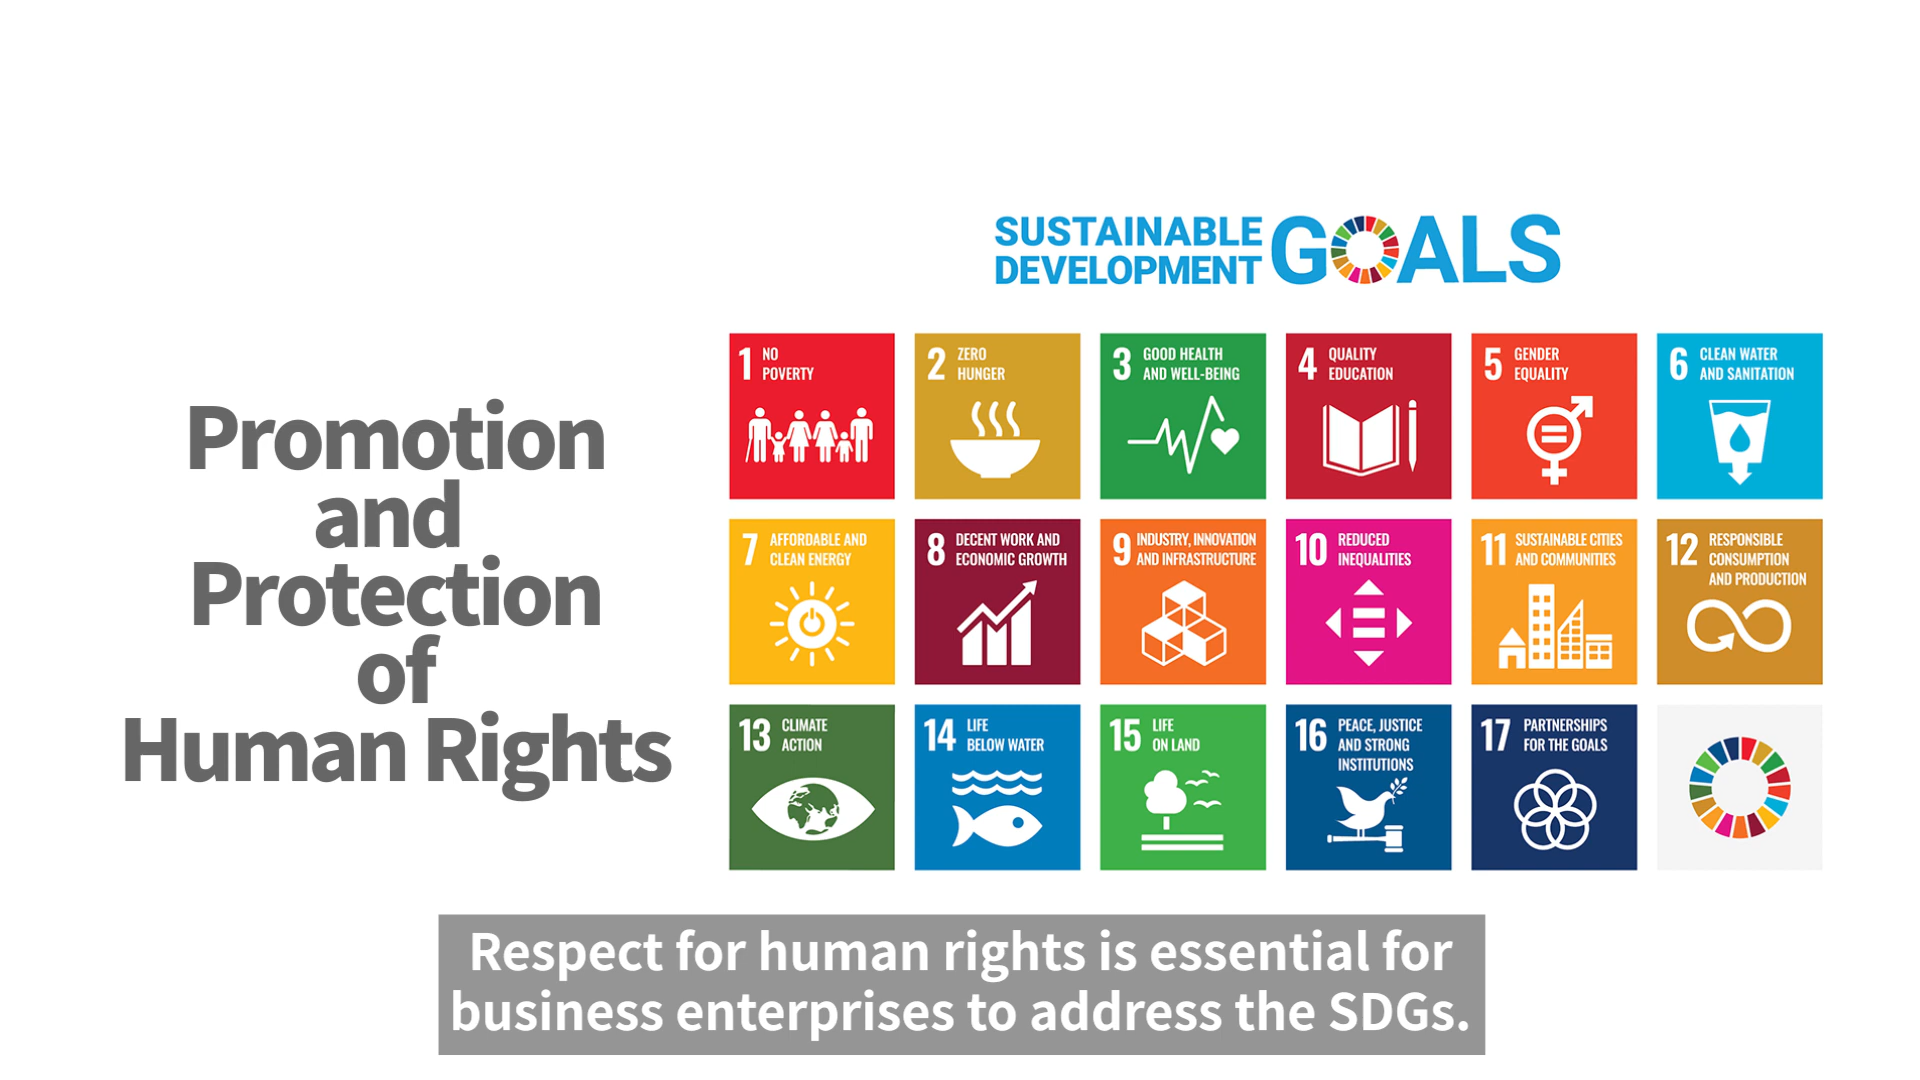 Promotion
and
Protection
of
Human Rights
SUSTAINABLE
DEVELOPMENT
GOALS
1 NO
POVERTY
2 ZERO
HUNGER
3 GOOD HEALTH
AND WELL-BEING
4 QUALITY
EDUCATION
5 GENDER
EQUALITY
6 CLEAN WATER
AND SANITATION
7 AFFORDABLE AND
CLEAN ENERGY
8 DECENT WORK AND
ECONOMIC GROWTH
9 INDUSTRY, INNOVATION
AND INFRASTRUCTURE
10 REDUCED
INEQUALITIES
11 SUSTAINABLE CITIES
AND COMMUNITIES
12 RESPONSIBLE
CONSUMPTION
AND PRODUCTION
13 CLIMATE
ACTION
14 LIFE
BELOW WATER
15 LIFE
ON LAND
16 PEACE, JUSTICE
AND STRONG
INSTITUTIONS
17 PARTNERSHIPS
FOR THE GOALS
Respect for human rights is essential for
business enterprises to address the SDGs.